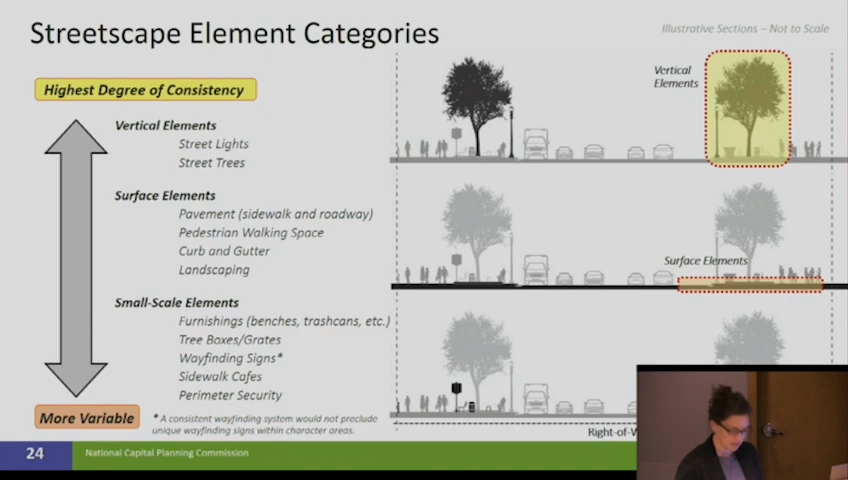 Streetscape Element Categories
Illustrative Sections – Not to Scale
Highest Degree of Consistency
Vertical Elements
Street Lights
Street Trees
Surface Elements
Pavement (sidewalk and roadway)
Pedestrian Walking Space
Curb and Gutter
Landscaping
Small-Scale Elements
Furnishings (benches, trashcans, etc.)
Tree Boxes/Grates
Wayfinding Signs*
Sidewalk Cafes
Perimeter Security
More Variable
* A consistent wayfinding system would not preclude
unique wayfinding signs within character areas.
Vertical
Elements
Surface Elements
Right-of-W
24
National Capital Planning Commission